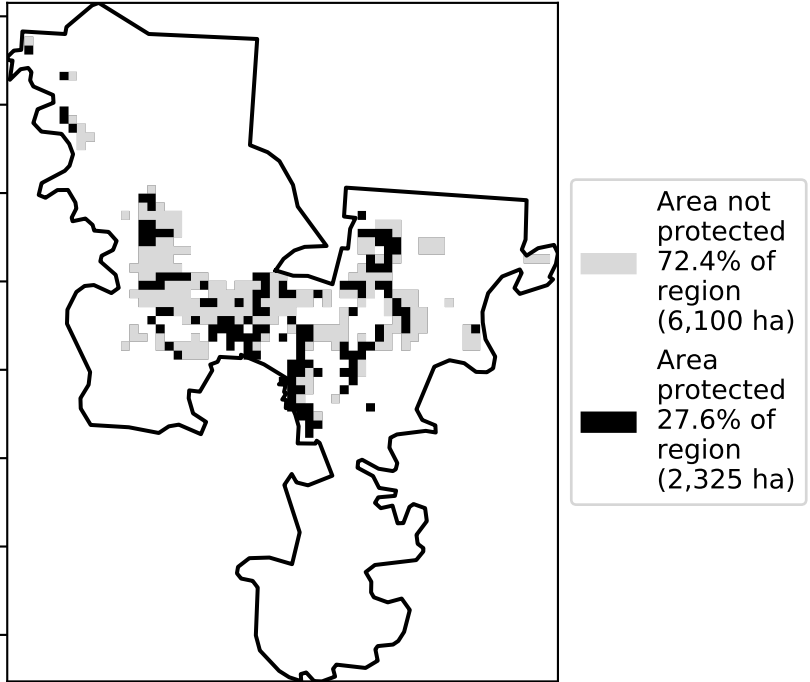 Area not
protected
72.4% of
region
(6,100 ha)
Area
protected
27.6% of
region
(2,325 ha)